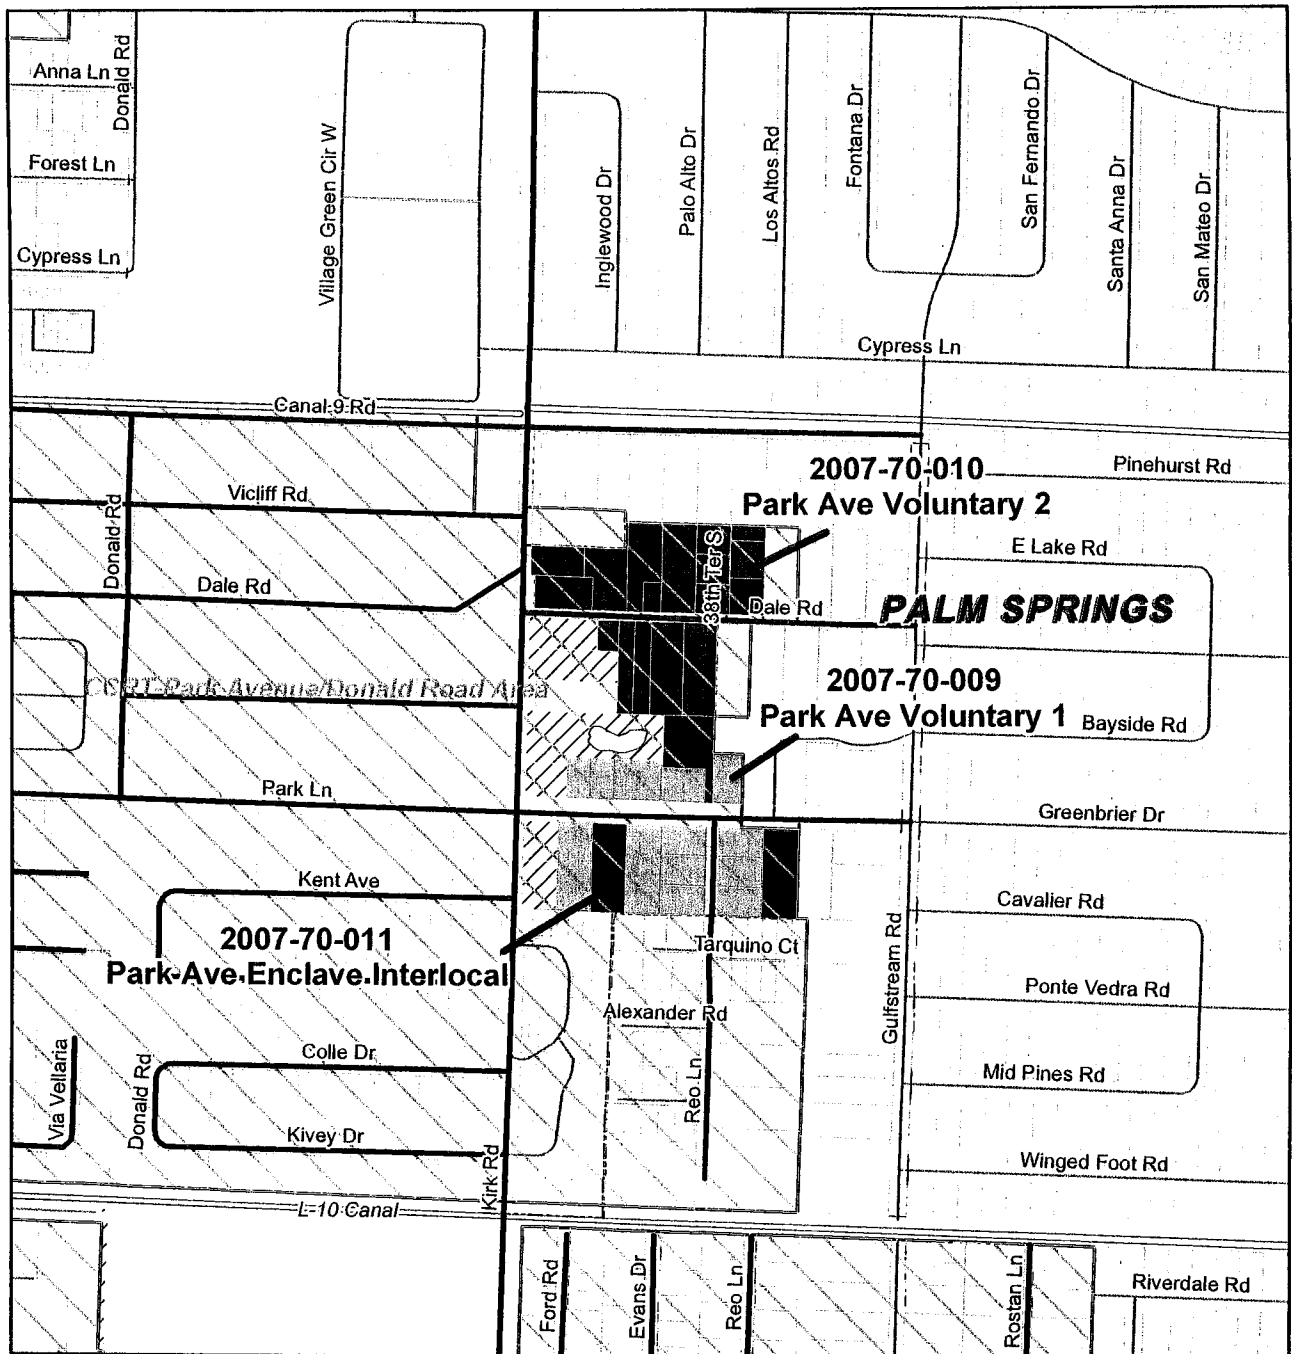 Anna Ln
Donald Rd
Forest Ln
Cypress Ln
Village Green Cir W
Inglewood Dr
Palo Alto Dr
Los Altos Rd
Fontana Dr
San Fernando Dr
Santa Anna Dr
San Mateo Dr
Cypress Ln
Canal 9 Rd
2007-70-010
Park Ave Voluntary 2
Pinehurst Rd
Vicliff Rd
Donald Rd
38th Ter S
E Lake Rd
Dale Rd
Dale Rd
PALM SPRINGS
CCRT-Park Avenue/Donald Road Area
2007-70-009
Park Ave Voluntary 1
Bayside Rd
Park Ln
Greenbrier Dr
Kent Ave
Cavalier Rd
2007-70-011
Park Ave Enclave Interlocal
Tarquino Ct
Gulfstream Rd
Ponte Vedra Rd
Alexander Rd
Via Vellaria
Donald Rd
Colle Dr
Reo Ln
Mid Pines Rd
Kivey Dr
Kirk Rd
Winged Foot Rd
L-10 Canal
Ford Rd
Evans Dr
Reo Ln
Rostan Ln
Riverdale Rd